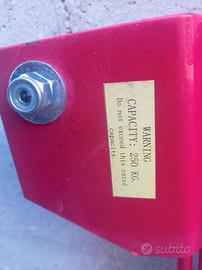 WARNING
CAPACITY: 250 KG.
Do not exceed this rated
capacity.
subito